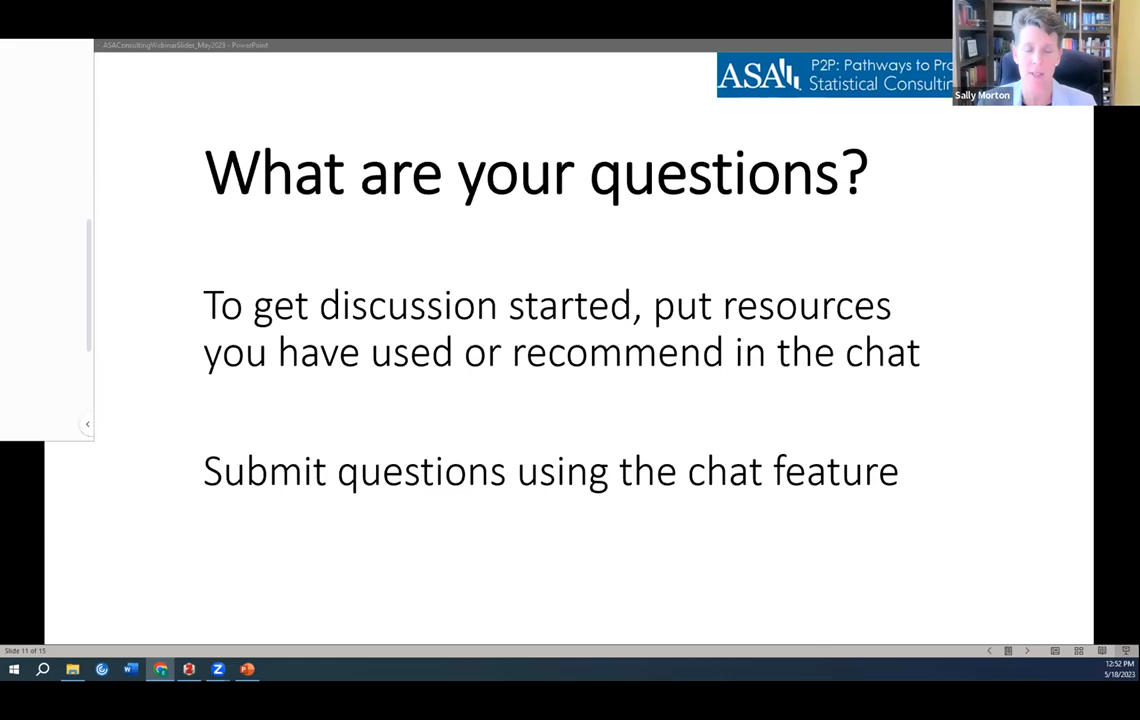 ASAConsultingWebinarSlides_May2023 - PowerPoint
ASA
P2P: Pathways to
Statistical
Sally Morton
What are your questions?
To get discussion started, put resources
you have used or recommend in the chat
Submit questions using the chat feature
Slide 11 of 15
12:52 PM
5/18/2023